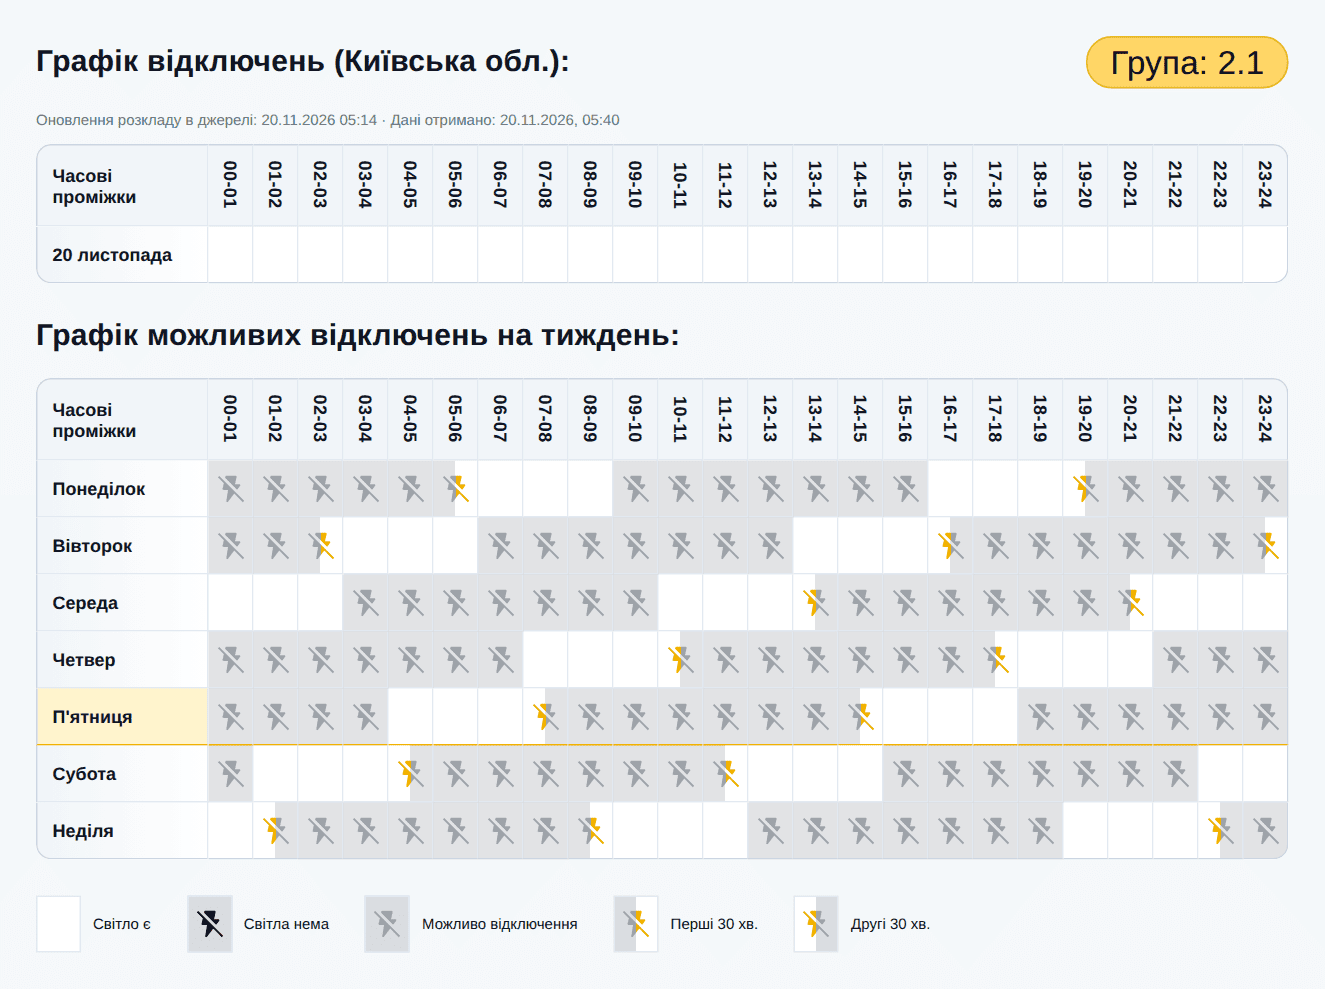 Графік відключень (Київська обл.):
Група: 2.1
Оновлення розкладу в джерелі: 20.11.2026 05:14 · Дані отримано: 20.11.2026, 05:40
Часові проміжки 00-01 01-02 02-03 03-04 04-05 05-06 06-07 07-08 08-09 09-10 10-11 11-12 12-13 13-14 14-15 15-16 16-17 17-18 18-19 19-20 20-21 21-22 22-23 23-24
20 листопада
Графік можливих відключень на тиждень:
Часові проміжки 00-01 01-02 02-03 03-04 04-05 05-06 06-07 07-08 08-09 09-10 10-11 11-12 12-13 13-14 14-15 15-16 16-17 17-18 18-19 19-20 20-21 21-22 22-23 23-24
Понеділок
Вівторок
Середа
Четвер
П'ятниця
Субота
Неділя
Світло є Світла нема Можливо відключення Перші 30 хв. Другі 30 хв.